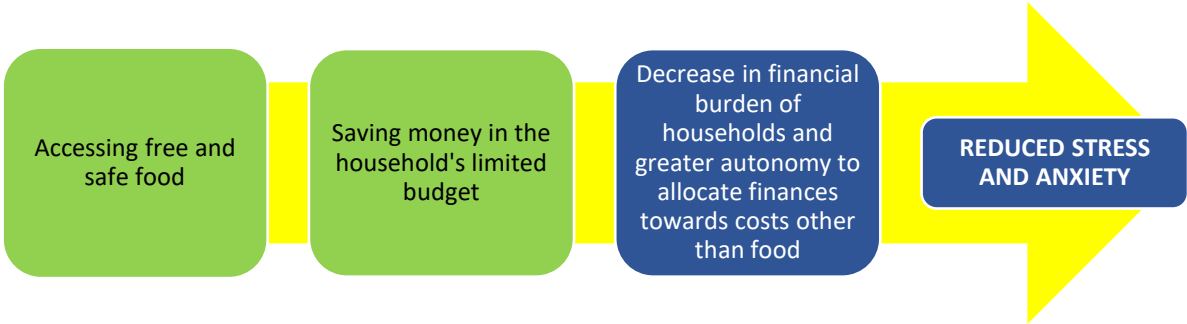 Accessing free and
safe food
Saving money in the
household's limited
budget
Decrease in financial
burden of
households and
greater autonomy to
allocate finances
towards costs other
than food
REDUCED STRESS
AND ANXIETY